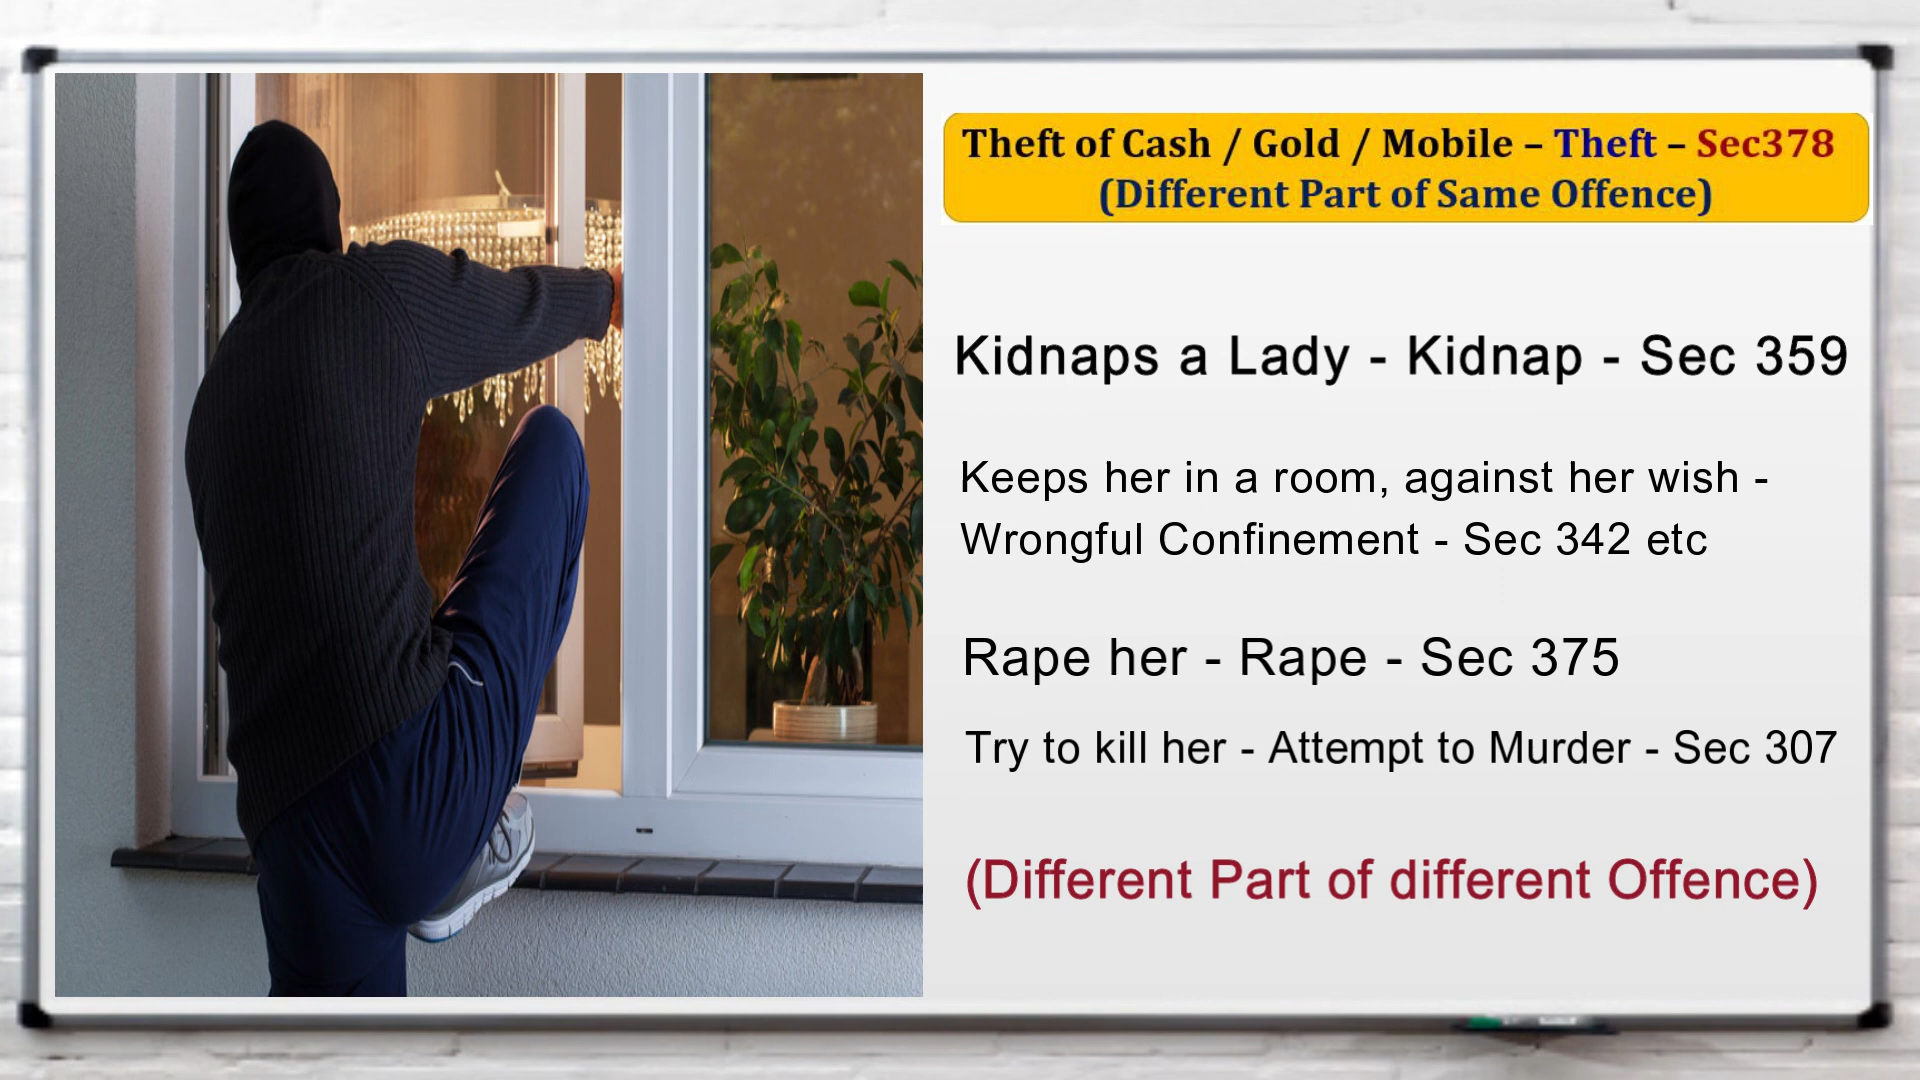 Theft of Cash / Gold / Mobile – Theft – Sec378
(Different Part of Same Offence)
Kidnaps a Lady - Kidnap - Sec 359
Keeps her in a room, against her wish -
Wrongful Confinement - Sec 342 etc
Rape her - Rape - Sec 375
Try to kill her - Attempt to Murder - Sec 307
(Different Part of different Offence)